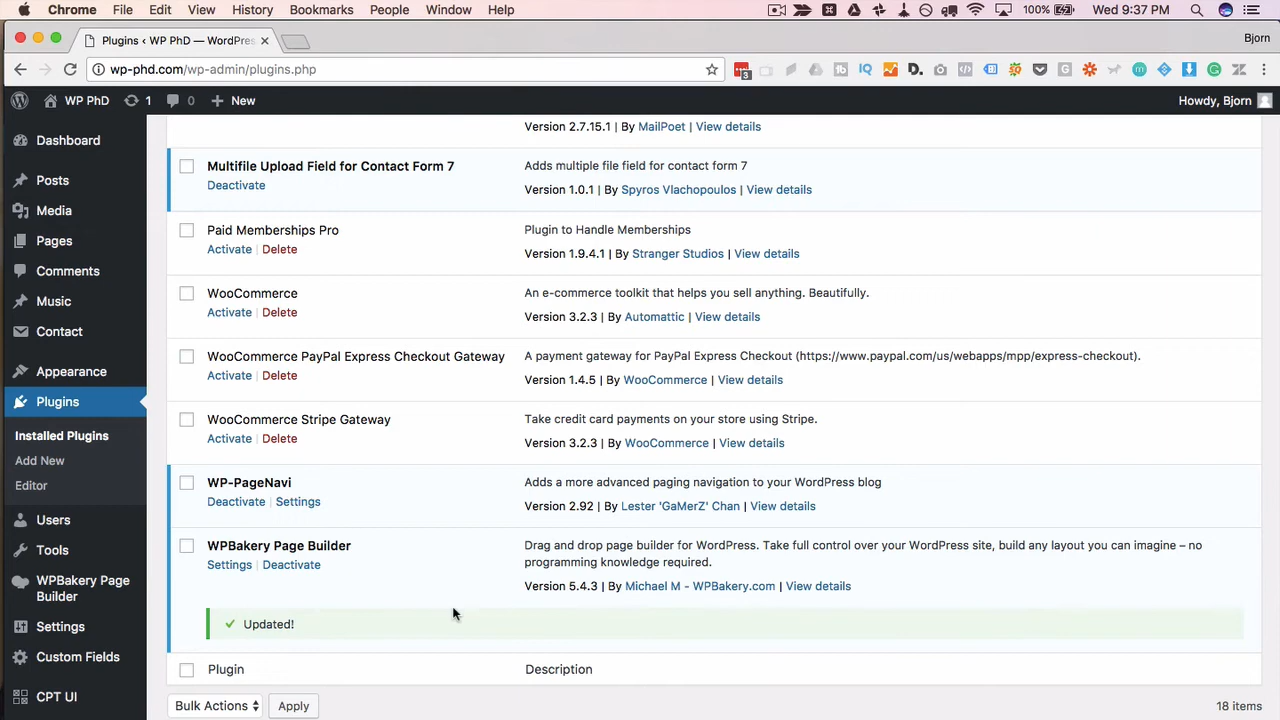 Chrome File Edit View History Bookmarks People Window Help 100% Wed 9:37 PM
Plugins ‹ WP PhD — WordPres Bjorn
wp-phd.com/wp-admin/plugins.php 3
WP PhD 1 0 New Howdy, Bjorn
Version 2.7.15.1 | By MailPoet | View details
Dashboard
Multifile Upload Field for Contact Form 7 Adds multiple file field for contact form 7
Posts
Deactivate Version 1.0.1 | By Spyros Vlachopoulos | View details
Media
Paid Memberships Pro Plugin to Handle Memberships
Pages
Activate | Delete Version 1.9.4.1 | By Stranger Studios | View details
Comments
WooCommerce An e-commerce toolkit that helps you sell anything. Beautifully.
Music
Activate | Delete Version 3.2.3 | By Automattic | View details
Contact
WooCommerce PayPal Express Checkout Gateway A payment gateway for PayPal Express Checkout (https://www.paypal.com/us/webapps/mpp/express-checkout).
Appearance
Activate | Delete Version 1.4.5 | By WooCommerce | View details
Plugins
WooCommerce Stripe Gateway Take credit card payments on your store using Stripe.
Installed Plugins
Activate | Delete Version 3.2.3 | By WooCommerce | View details
Add New
WP-PageNavi Adds a more advanced paging navigation to your WordPress blog
Editor
Deactivate | Settings Version 2.92 | By Lester 'GaMerZ' Chan | View details
Users
WPBakery Page Builder Drag and drop page builder for WordPress. Take full control over your WordPress site, build any layout you can imagine – no
Tools
Settings | Deactivate programming knowledge required.
WPBakery Page
Builder
Version 5.4.3 | By Michael M - WPBakery.com | View details
Settings
Updated!
Custom Fields
Plugin Description
CPT UI
Bulk Actions Apply 18 items